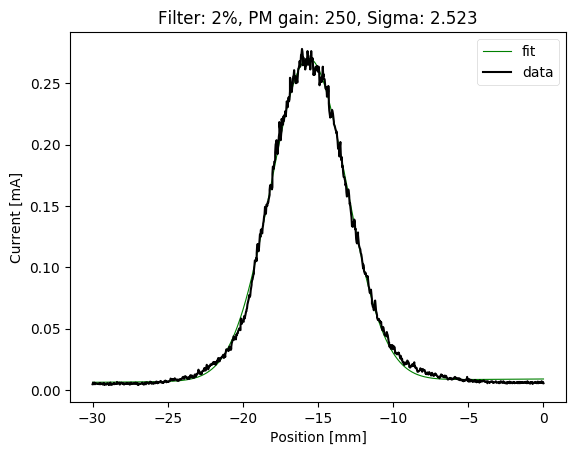 Filter: 2%, PM gain: 250, Sigma: 2.523
fit
data
0.25
0.20
0.15
0.10
0.05
0.00
Current [mA]
−30
−25
−20
−15
−10
−5
0
Position [mm]